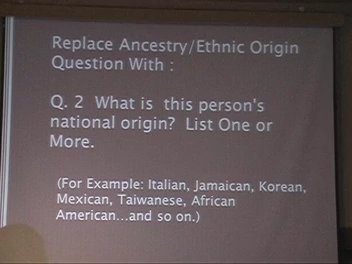 Replace Ancestry/Ethnic Origin
Question With :
Q. 2  What is  this person's
national origin?  List One or
More.
(For Example: Italian, Jamaican, Korean,
Mexican, Taiwanese, African
American...and so on.)